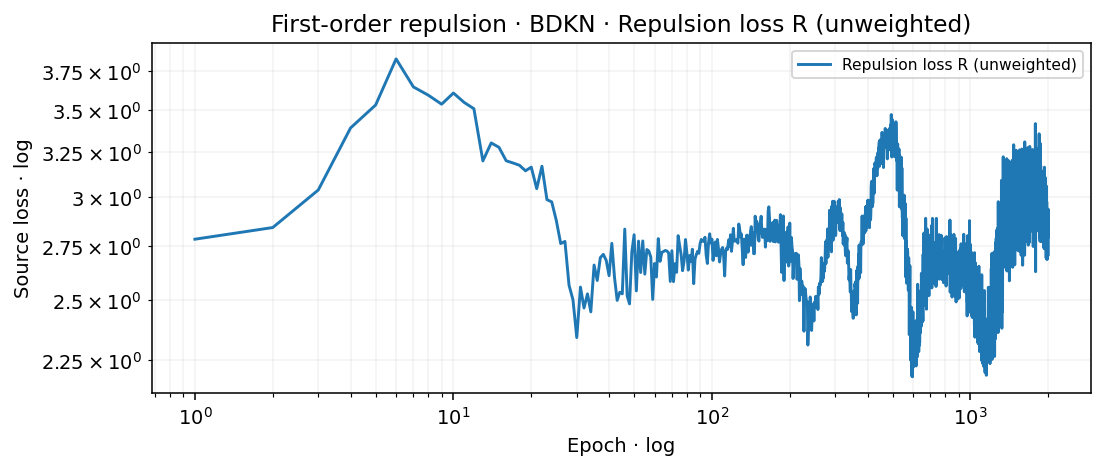 First-order repulsion · BDKN · Repulsion loss R (unweighted)
Repulsion loss R (unweighted)
Source loss · log
3.75 × 10⁰
3.5 × 10⁰
3.25 × 10⁰
3 × 10⁰
2.75 × 10⁰
2.5 × 10⁰
2.25 × 10⁰
10⁰
10¹
10²
10³
Epoch · log